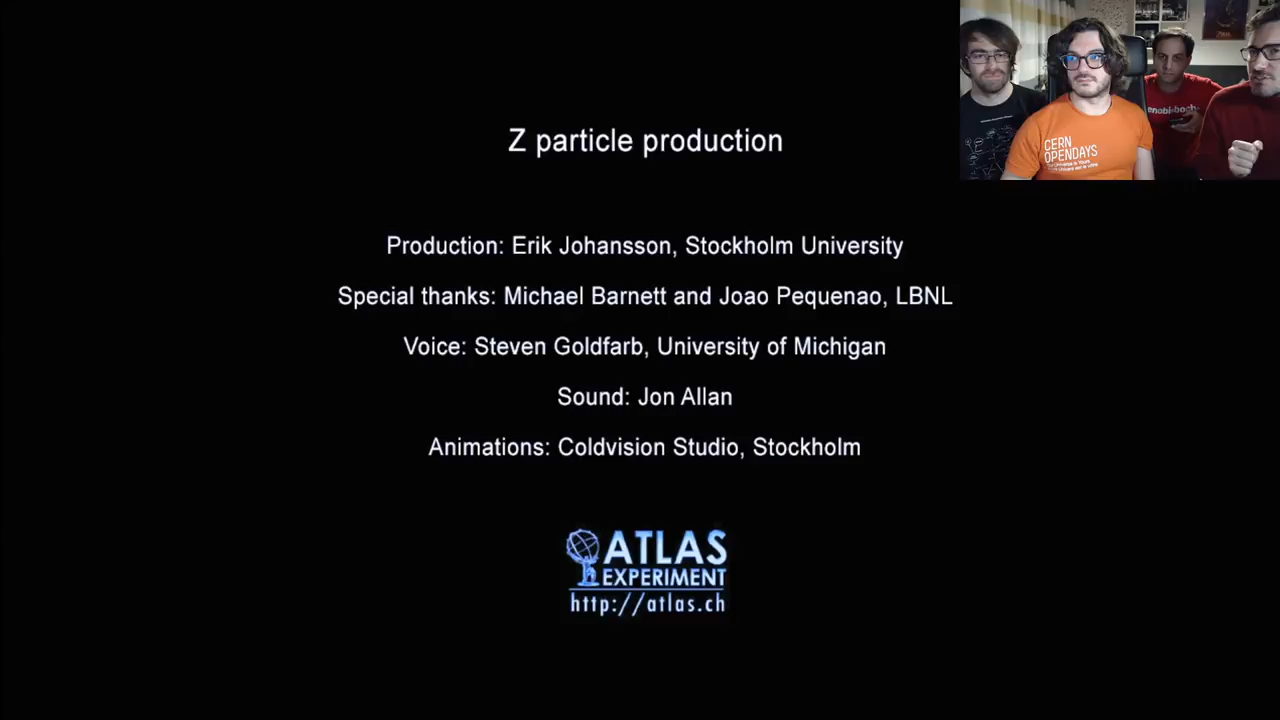 Z particle production
CERN
OPENDAYS
Production: Erik Johansson, Stockholm University
Special thanks: Michael Barnett and Joao Pequenao, LBNL
Voice: Steven Goldfarb, University of Michigan
Sound: Jon Allan
Animations: Coldvision Studio, Stockholm
ATLAS
EXPERIMENT
http://atlas.ch